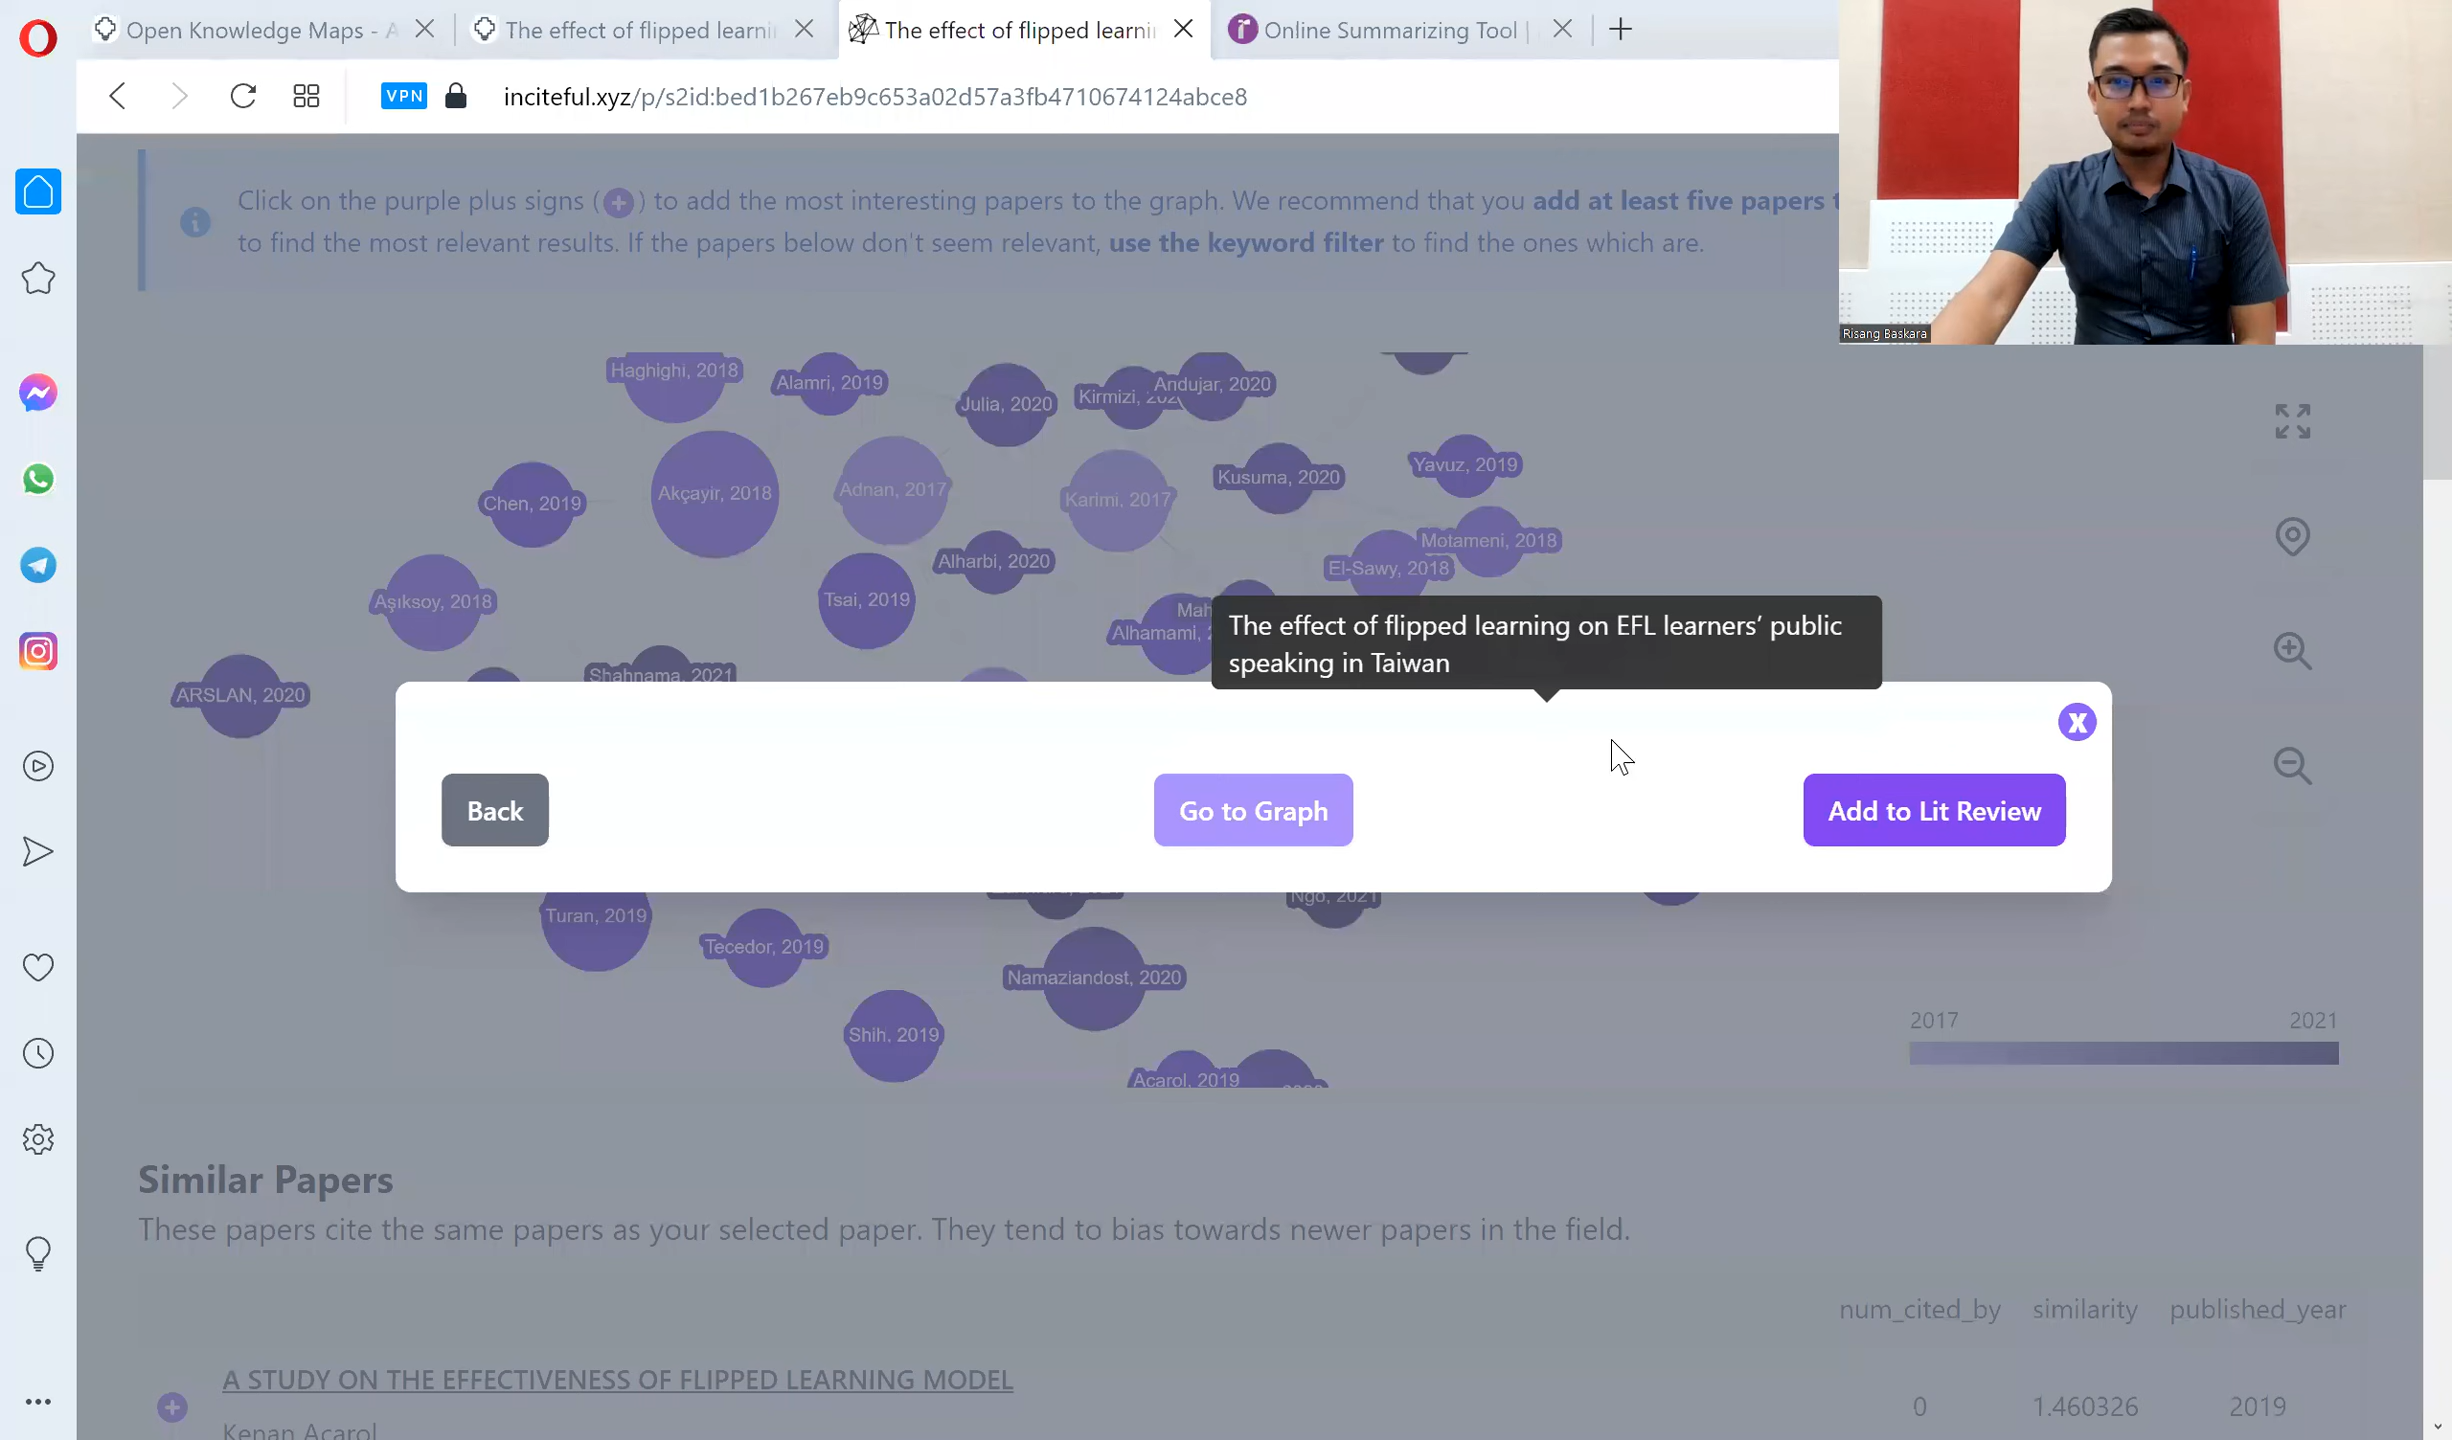 Open Knowledge Maps - A
The effect of flipped learni
The effect of flipped learni
Online Summarizing Tool |
VPN
inciteful.xyz/p/s2id:bed1b267eb9c653a02d57a3fb4710674124abce8
Click on the purple plus signs (+) to add the most interesting papers to the graph. We recommend that you add at least five papers t
to find the most relevant results. If the papers below don't seem relevant, use the keyword filter to find the ones which are.
Risang Baskara
Haghighi, 2018
Alamri, 2019
Julia, 2020
Kirmizi, 202
Andujar, 2020
Chen, 2019
Akçayir, 2018
Adnan, 2017
Karimi, 2017
Kusuma, 2020
Yavuz, 2019
Alharbi, 2020
Motameni, 2018
El-Sawy, 2018
Aşıksoy, 2018
Tsai, 2019
Mah
Alhamami,
The effect of flipped learning on EFL learners’ public
speaking in Taiwan
ARSLAN, 2020
Shahnama, 2021
X
Back
Go to Graph
Add to Lit Review
Turan, 2019
Tecedor, 2019
Ngo, 2021
Namaziandost, 2020
Shih, 2019
Acarol, 2019
2017
2021
Similar Papers
These papers cite the same papers as your selected paper. They tend to bias towards newer papers in the field.
num_cited_by similarity published_year
A STUDY ON THE EFFECTIVENESS OF FLIPPED LEARNING MODEL
0 1.460326 2019
Kenan Acarol